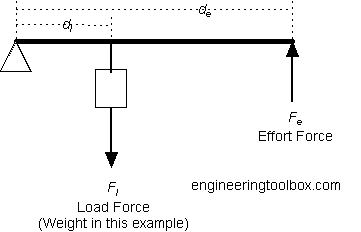 d_e
d_l
F_e
Effort Force
F_l
Load Force
(Weight in this example)
engineeringtoolbox.com